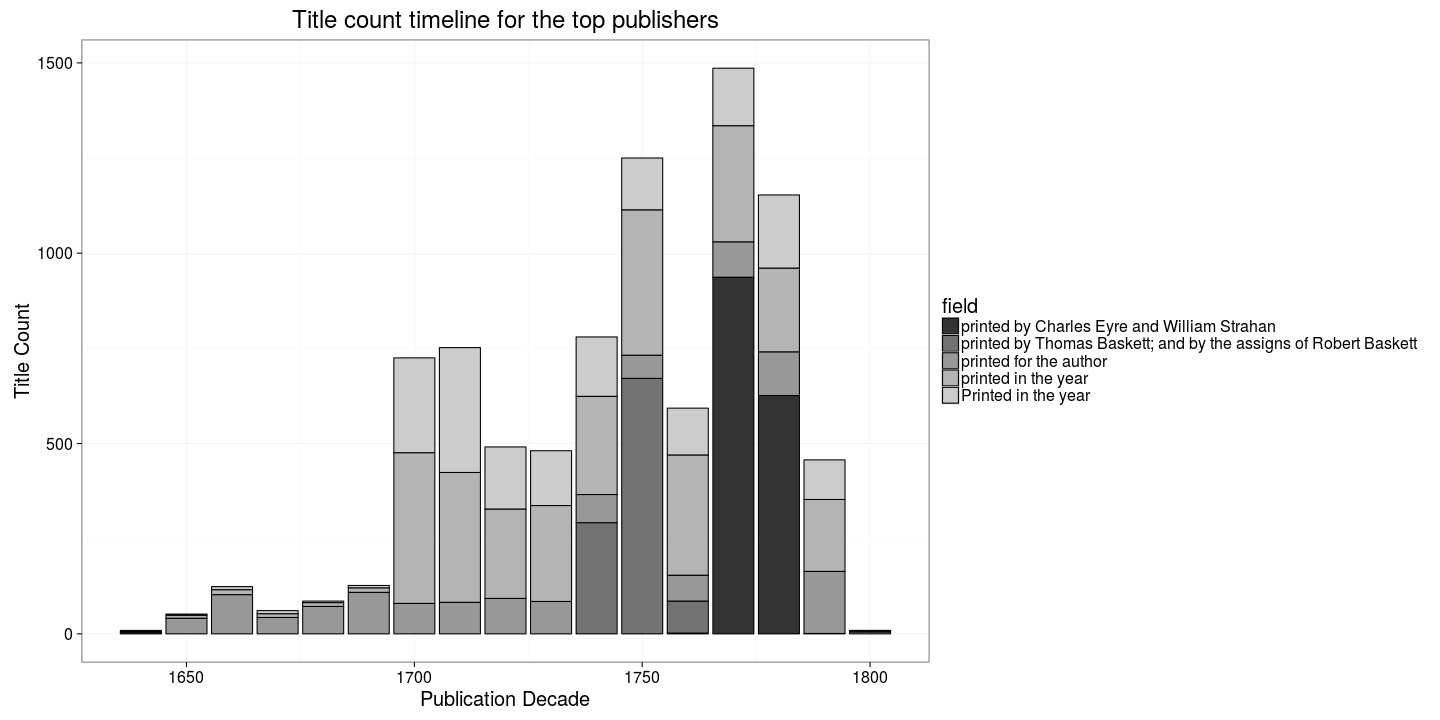 Title count timeline for the top publishers
1500
1000
500
0
Title Count
1650
1700
1750
1800
Publication Decade
field
printed by Charles Eyre and William Strahan
printed by Thomas Baskett; and by the assigns of Robert Baskett
printed for the author
printed in the year
Printed in the year